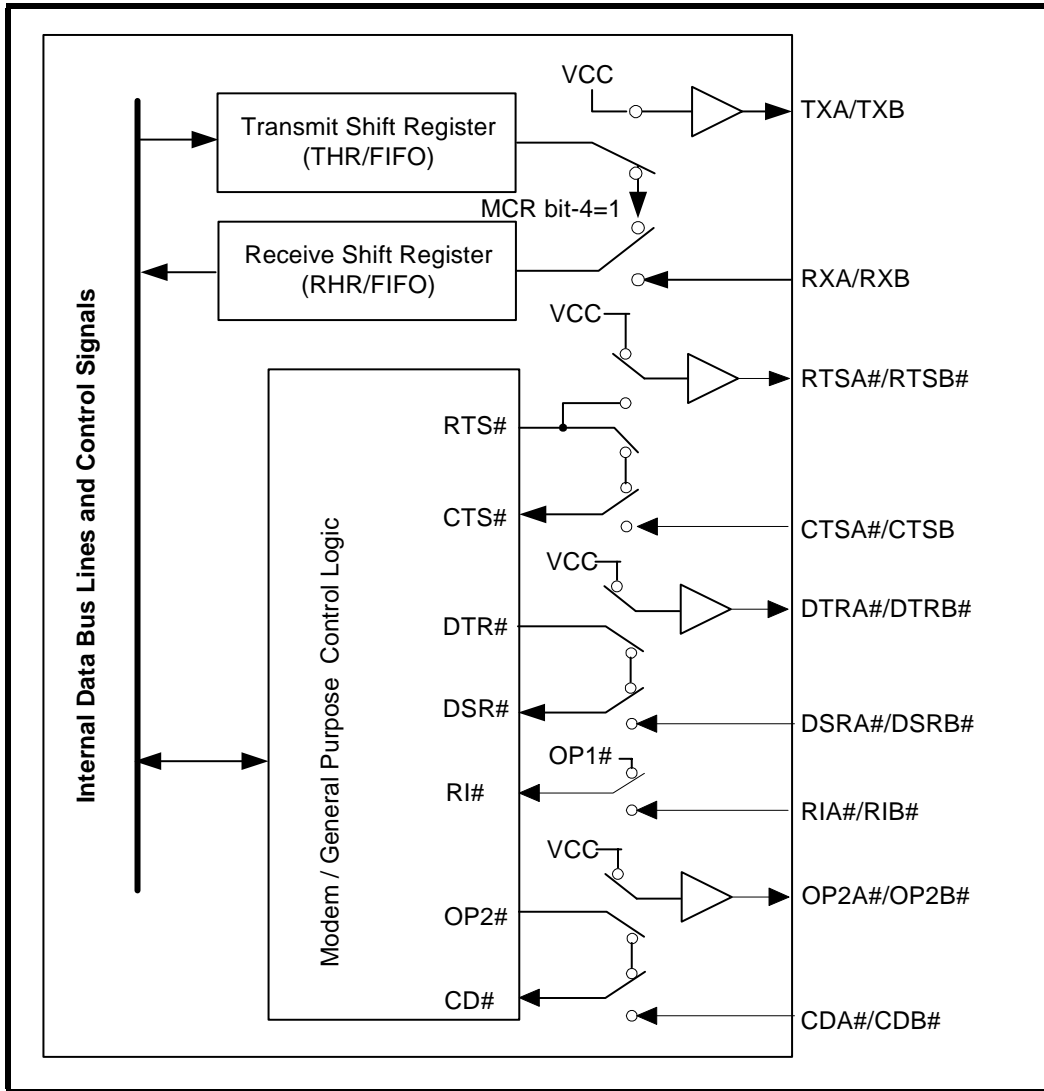 VCC
TXA/TXB
Transmit Shift Register
(THR/FIFO)
MCR bit-4=1
Receive Shift Register
(RHR/FIFO)
RXA/RXB
VCC
RTSA#/RTSB#
RTS#
CTS#
CTSA#/CTSB
VCC
DTRA#/DTRB#
DTR#
DSR#
DSRA#/DSRB#
OP1#
RI#
RIA#/RIB#
VCC
OP2A#/OP2B#
OP2#
CD#
CDA#/CDB#
Internal Data Bus Lines and Control Signals
Modem / General Purpose Control Logic